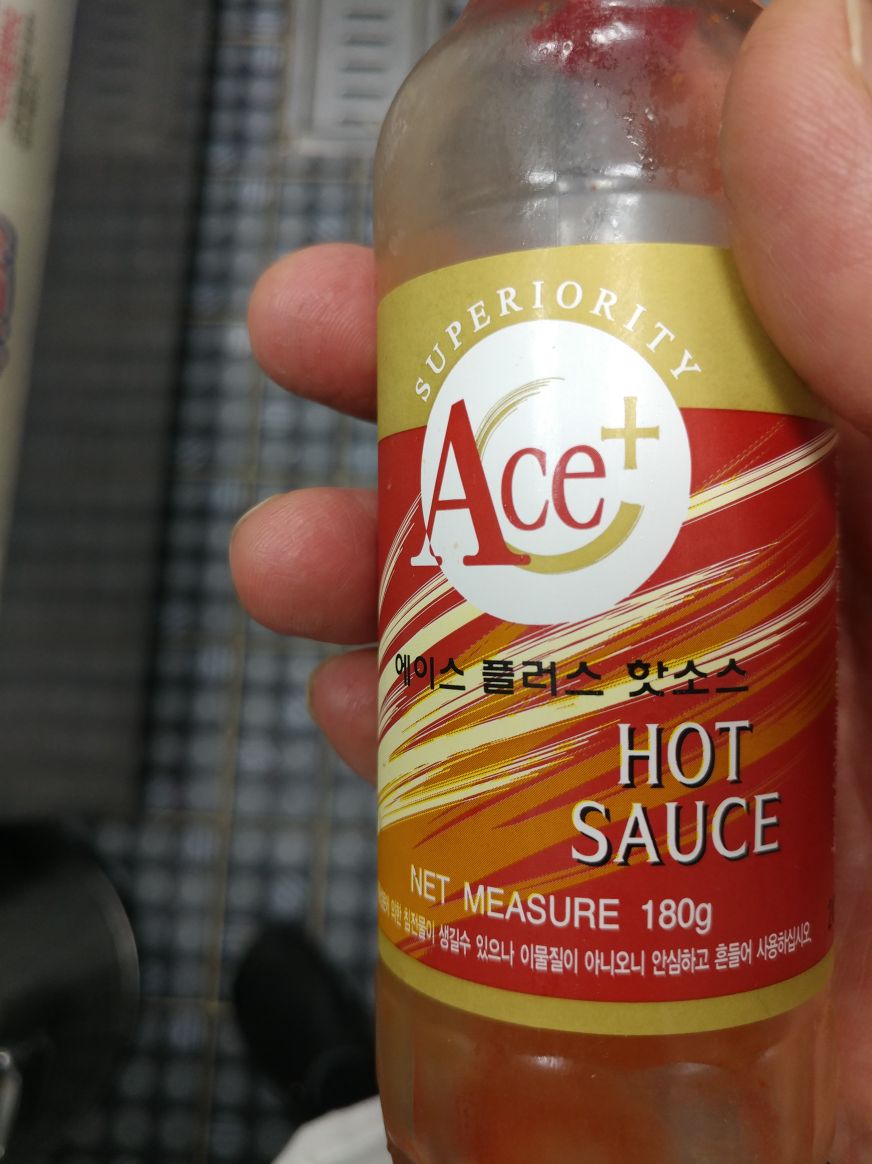 SUPERIORITY
Ace+
에이스 플러스 핫소스
HOT
SAUCE
NET MEASURE 180g
의한 침전물이 생길수 있으나 이물질이 아니오니 안심하고 흔들어 사용하십시오.